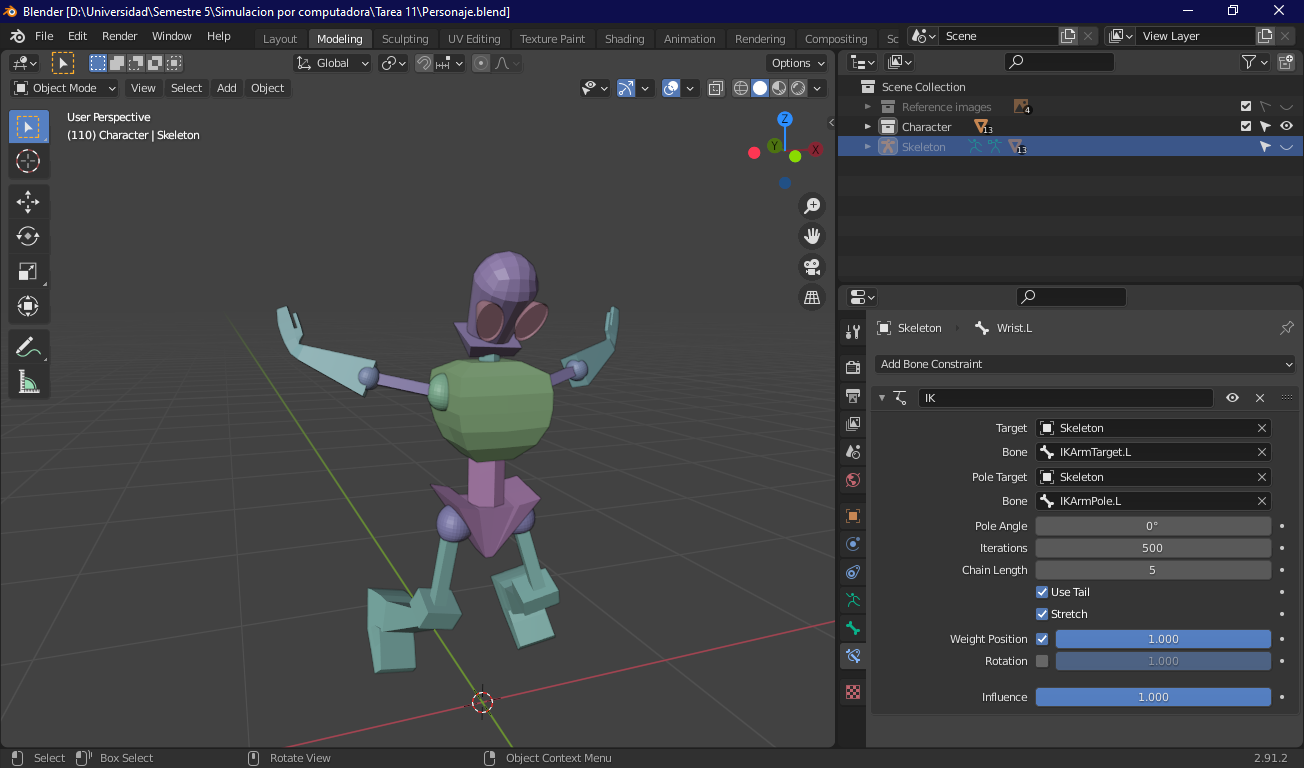 Blender [D:\Universidad\Semestre 5\Simulacion por computadora\Tarea 11\Personaje.blend]
File Edit Render Window Help Layout Modeling Sculpting UV Editing Texture Paint Shading Animation Rendering Compositing Sc Scene View Layer
Global Options
Object Mode View Select Add Object
User Perspective
(110) Character | Skeleton
Z
Y
X
Scene Collection
Reference images 4
Character 13
Skeleton 13
Skeleton Wrist.L
Add Bone Constraint
IK
Target Skeleton
Bone IKArmTarget.L
Pole Target Skeleton
Bone IKArmPole.L
Pole Angle 0°
Iterations 500
Chain Length 5
Use Tail
Stretch
Weight Position 1.000
Rotation 1.000
Influence 1.000
Select Box Select Rotate View Object Context Menu 2.91.2